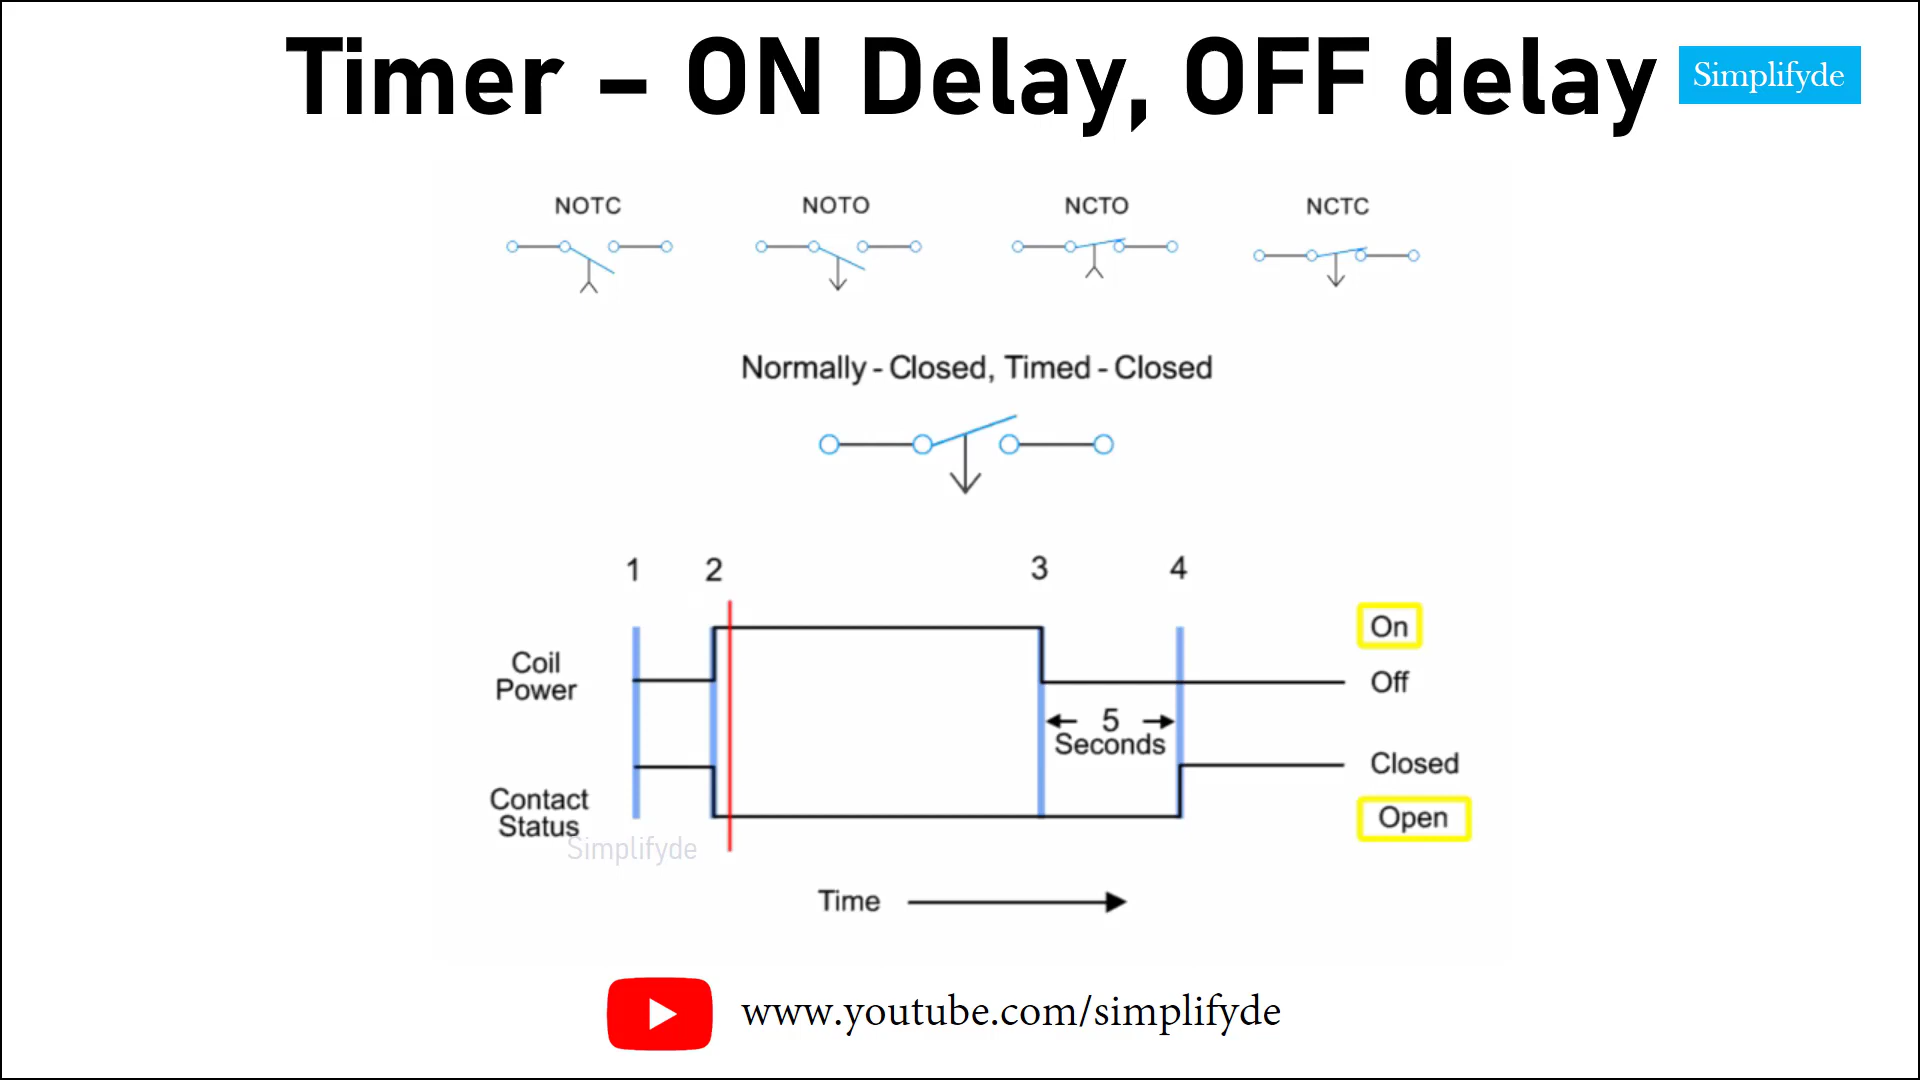 Timer – ON Delay, OFF delay
Simplifyde
NOTC NOTO NCTO NCTC
Normally - Closed, Timed - Closed
1 2 3 4
On
Coil
Power
Off
5
Seconds
Closed
Contact
Status
Open
Simplifyde
Time
www.youtube.com/simplifyde